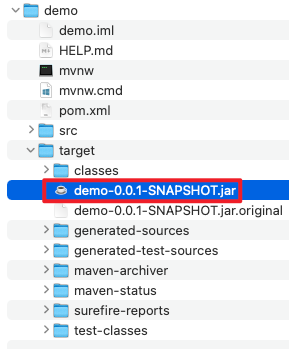 demo
demo.iml
HELP.md
mvnw
mvnw.cmd
pom.xml
src
target
classes
demo-0.0.1-SNAPSHOT.jar
demo-0.0.1-SNAPSHOT.jar.original
generated-sources
generated-test-sources
maven-archiver
maven-status
surefire-reports
test-classes